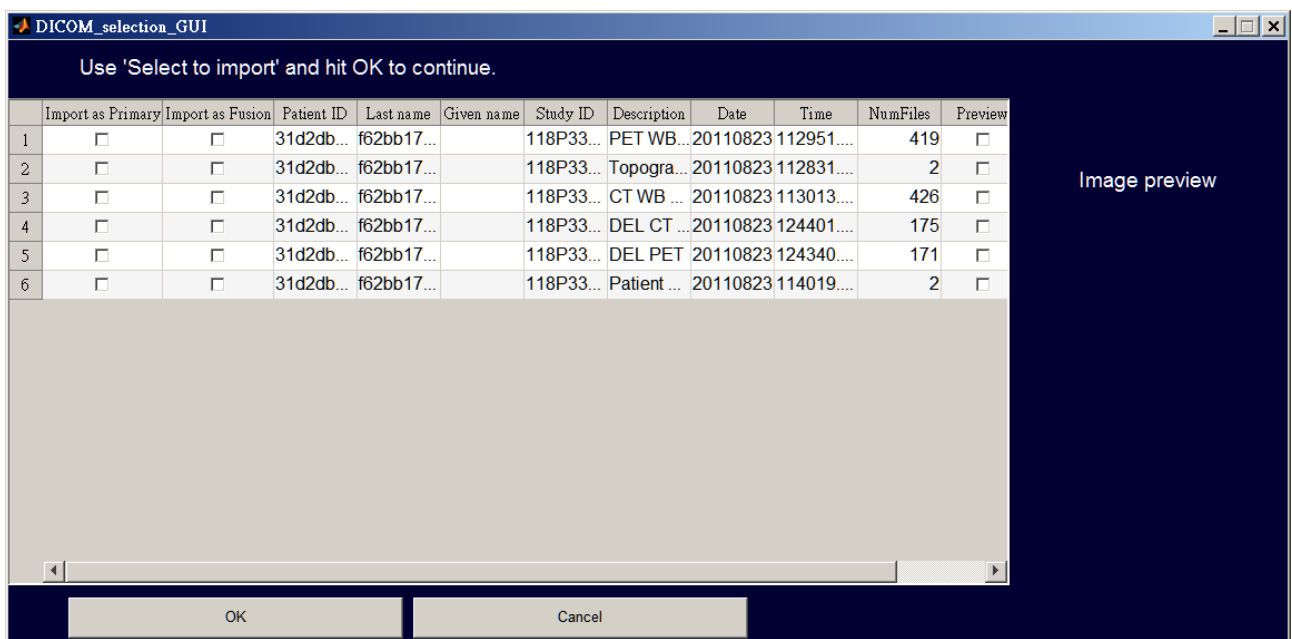 DICOM_selection_GUI
Use 'Select to import' and hit OK to continue.
Import as Primary Import as Fusion Patient ID Last name Given name Study ID Description Date Time NumFiles Preview
1 31d2db... f62bb17... 118P33... PET WB... 20110823 112951.... 419
2 31d2db... f62bb17... 118P33... Topogra... 20110823 112831.... 2
3 31d2db... f62bb17... 118P33... CT WB ... 20110823 113013.... 426
4 31d2db... f62bb17... 118P33... DEL CT ... 20110823 124401.... 175
5 31d2db... f62bb17... 118P33... DEL PET 20110823 124340.... 171
6 31d2db... f62bb17... 118P33... Patient ... 20110823 114019.... 2
Image preview
OK Cancel